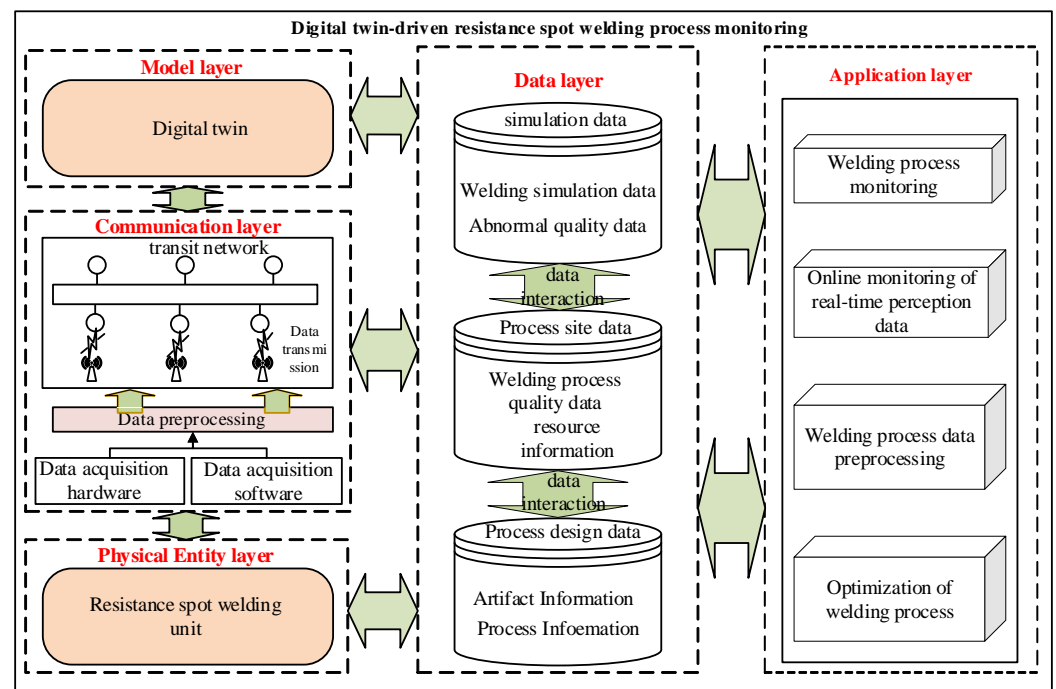 Digital twin-driven resistance spot welding process monitoring
Model layer
Digital twin
Communication layer
transit network
Data
transmi
ssion
Data preprocessing
Data acquisition
hardware
Data acquisition
software
Physical Entity layer
Resistance spot welding
unit
Data layer
simulation data
Welding simulation data
Abnormal quality data
data
interaction
Process site data
Welding process
quality data
resource
information
data
interaction
Process design data
Artifact Information
Process Infoemation
Application layer
Welding process
monitoring
Online monitoring of
real-time perception
data
Welding process data
preprocessing
Optimization of
welding process